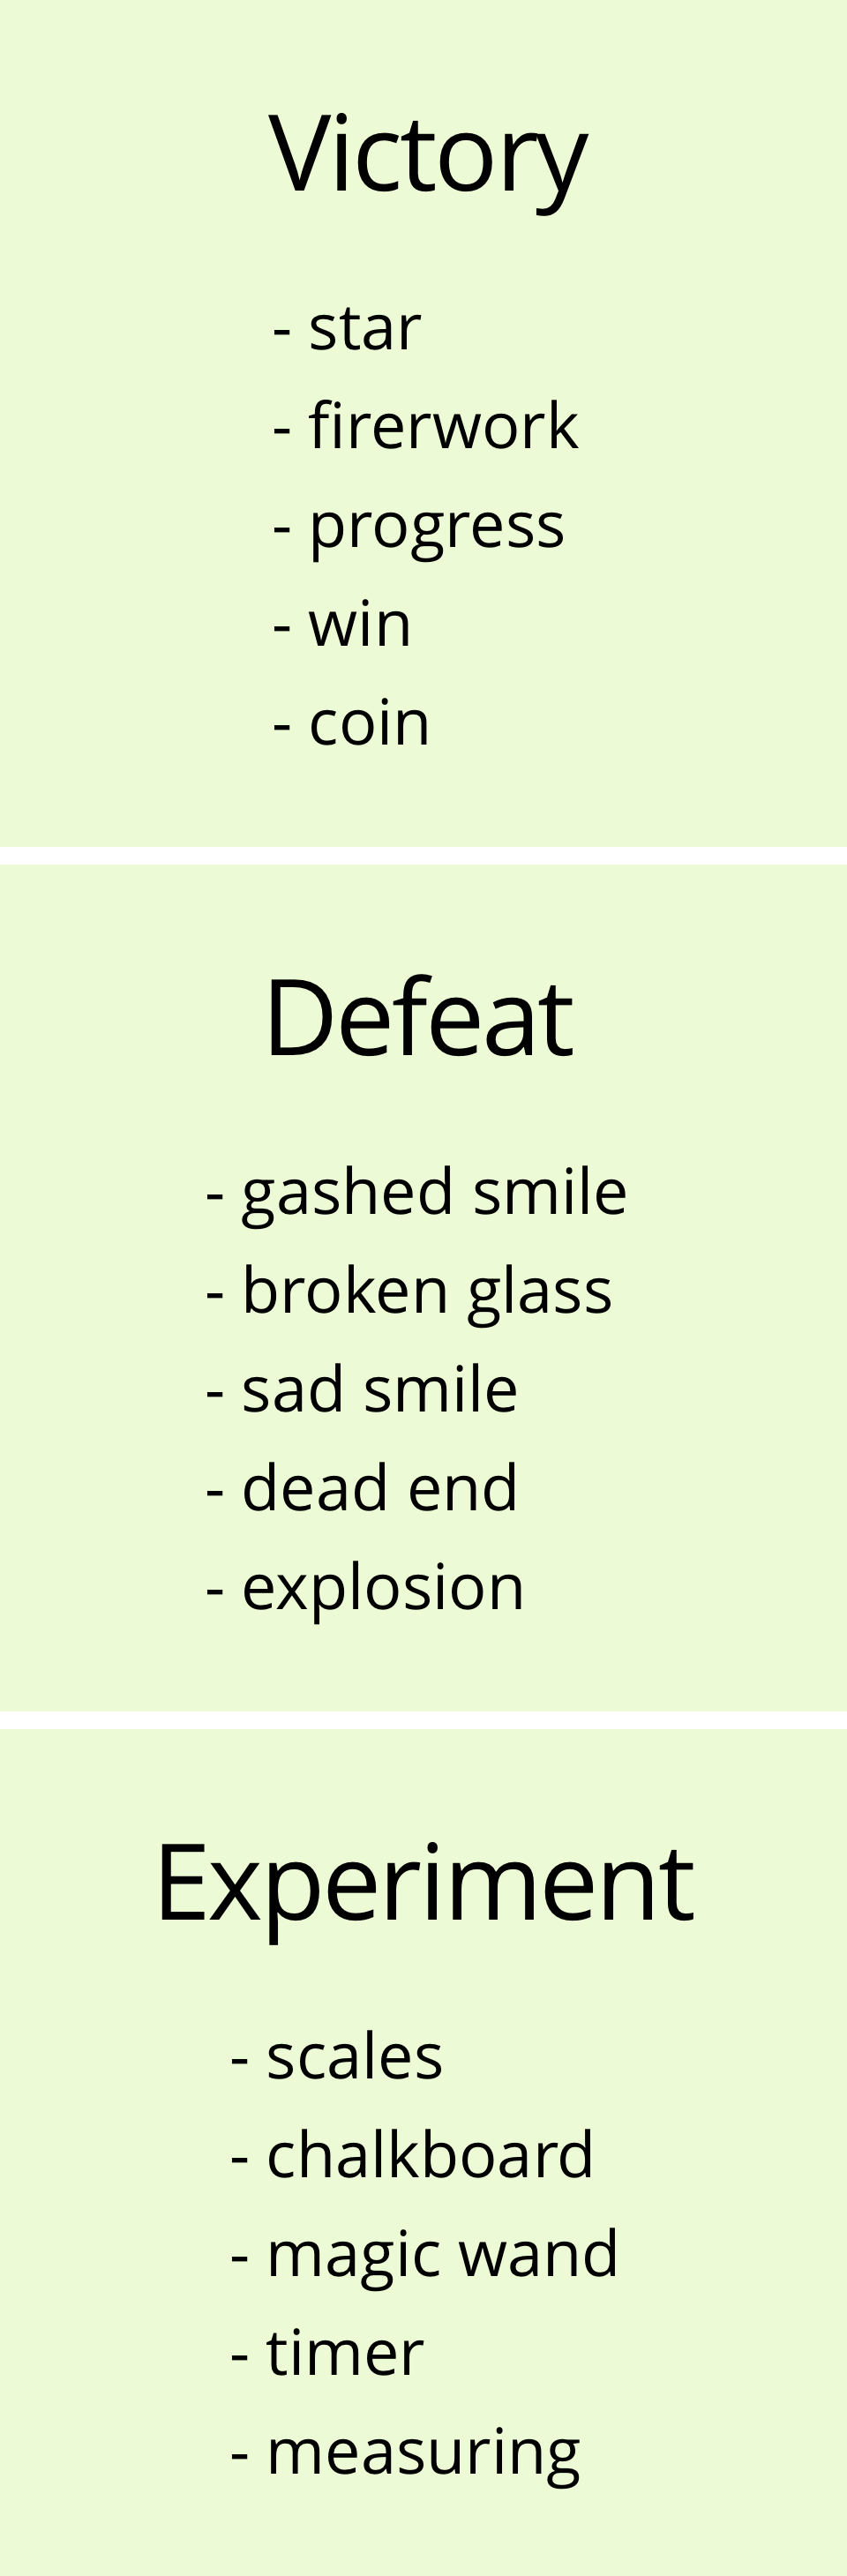 Victory
- star
- firerwork
- progress
- win
- coin
Defeat
- gashed smile
- broken glass
- sad smile
- dead end
- explosion
Experiment
- scales
- chalkboard
- magic wand
- timer
- measuring